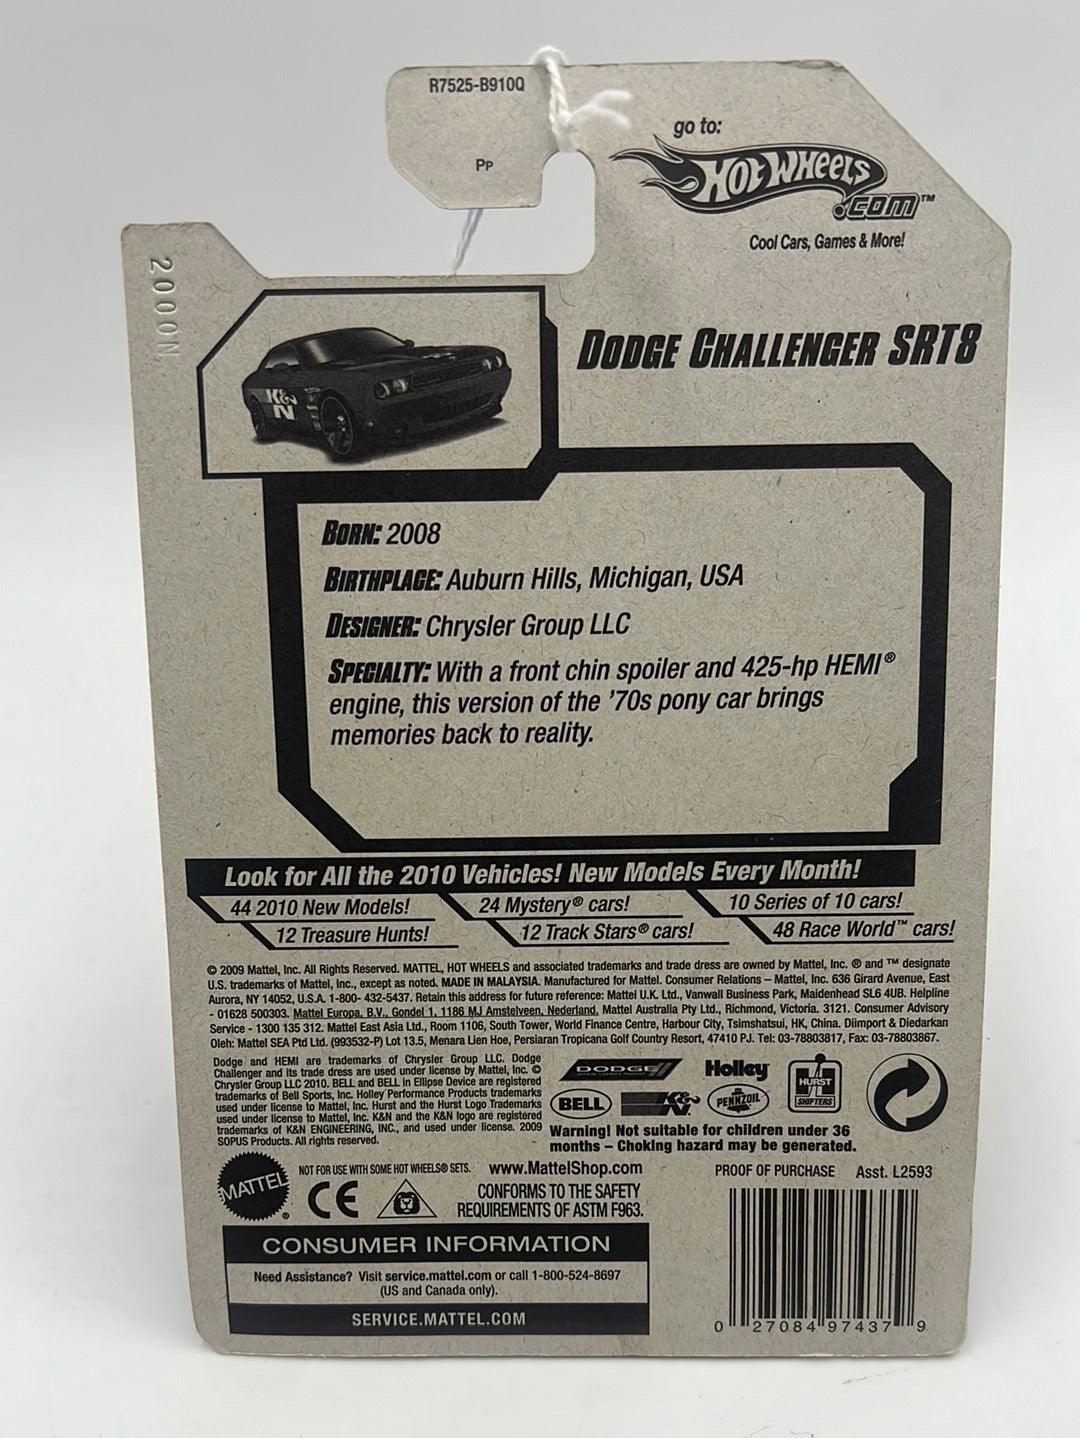 R7525-B910Q
Pp
go to:
HOT WHEELS
.COM™
Cool Cars, Games & More!
2000N
DODGE CHALLENGER SRT8
K&N
BORN: 2008
BIRTHPLACE: Auburn Hills, Michigan, USA
DESIGNER: Chrysler Group LLC
SPECIALTY: With a front chin spoiler and 425-hp HEMI®
engine, this version of the '70s pony car brings
memories back to reality.
Look for All the 2010 Vehicles! New Models Every Month!
44 2010 New Models! 24 Mystery® cars! 10 Series of 10 cars!
12 Treasure Hunts! 12 Track Stars® cars! 48 Race World™ cars!
© 2009 Mattel, Inc. All Rights Reserved. MATTEL, HOT WHEELS and associated trademarks and trade dress are owned by Mattel, Inc. ® and ™ designate
U.S. trademarks of Mattel, Inc., except as noted. MADE IN MALAYSIA. Manufactured for Mattel. Consumer Relations – Mattel, Inc. 636 Girard Avenue, East
Aurora, NY 14052, U.S.A. 1-800- 432-5437. Retain this address for future reference: Mattel U.K. Ltd., Vanwall Business Park, Maidenhead SL6 4UB. Helpline
- 01628 500303. Mattel Europa, B.V., Gondel 1, 1186 MJ Amstelveen, Nederland. Mattel Australia Pty Ltd., Richmond, Victoria. 3121. Consumer Advisory
Service - 1300 135 312. Mattel East Asia Ltd., Room 1106, South Tower, World Finance Centre, Harbour City, Tsimshatsui, HK, China. Diimport & Diedarkan
Oleh: Mattel SEA Ptd Ltd. (993532-P) Lot 13.5, Menara Lien Hoe, Persiaran Tropicana Golf Country Resort, 47410 PJ. Tel: 03-78803817, Fax: 03-78803867.
Dodge and HEMI are trademarks of Chrysler Group LLC. Dodge
Challenger and its trade dress are used under license by Mattel, Inc. ©
Chrysler Group LLC 2010. BELL and BELL in Ellipse Device are registered
trademarks of Bell Sports, Inc. Holley Performance Products trademarks
used under license to Mattel, Inc. Hurst and the Hurst Logo Trademarks
used under license to Mattel, Inc. K&N and the K&N logo are registered
trademarks of K&N ENGINEERING, INC., and used under license. 2009
SOPUS Products. All rights reserved.
DODGE
Holley
HURST
SHIFTERS
BELL
K&N
PENNZOIL
Warning! Not suitable for children under 36
months – Choking hazard may be generated.
MATTEL®
NOT FOR USE WITH SOME HOT WHEELS® SETS.
www.MattelShop.com
PROOF OF PURCHASE Asst. L2593
CE
CONFORMS TO THE SAFETY
REQUIREMENTS OF ASTM F963.
CONSUMER INFORMATION
Need Assistance? Visit service.mattel.com or call 1-800-524-8697
(US and Canada only).
SERVICE.MATTEL.COM
0 27084 97437 9